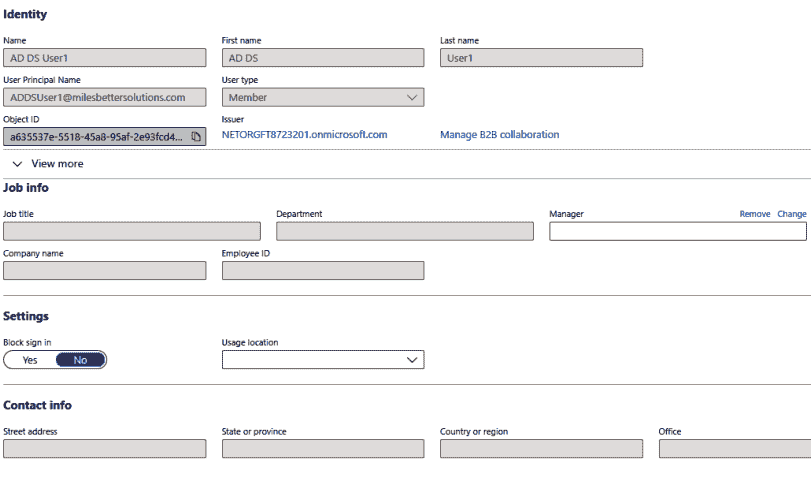 Identity
Name First name Last name
AD DS User1 AD DS User1
User Principal Name User type
ADDSUser1@milesbettersolutions.com Member
Object ID Issuer
a635537e-5518-45a8-95af-2e93fcd4... NETORGFT8723201.onmicrosoft.com Manage B2B collaboration
View more
Job info
Job title Department Manager Remove Change
Company name Employee ID
Settings
Block sign in Usage location
Yes No
Contact info
Street address State or province Country or region Office